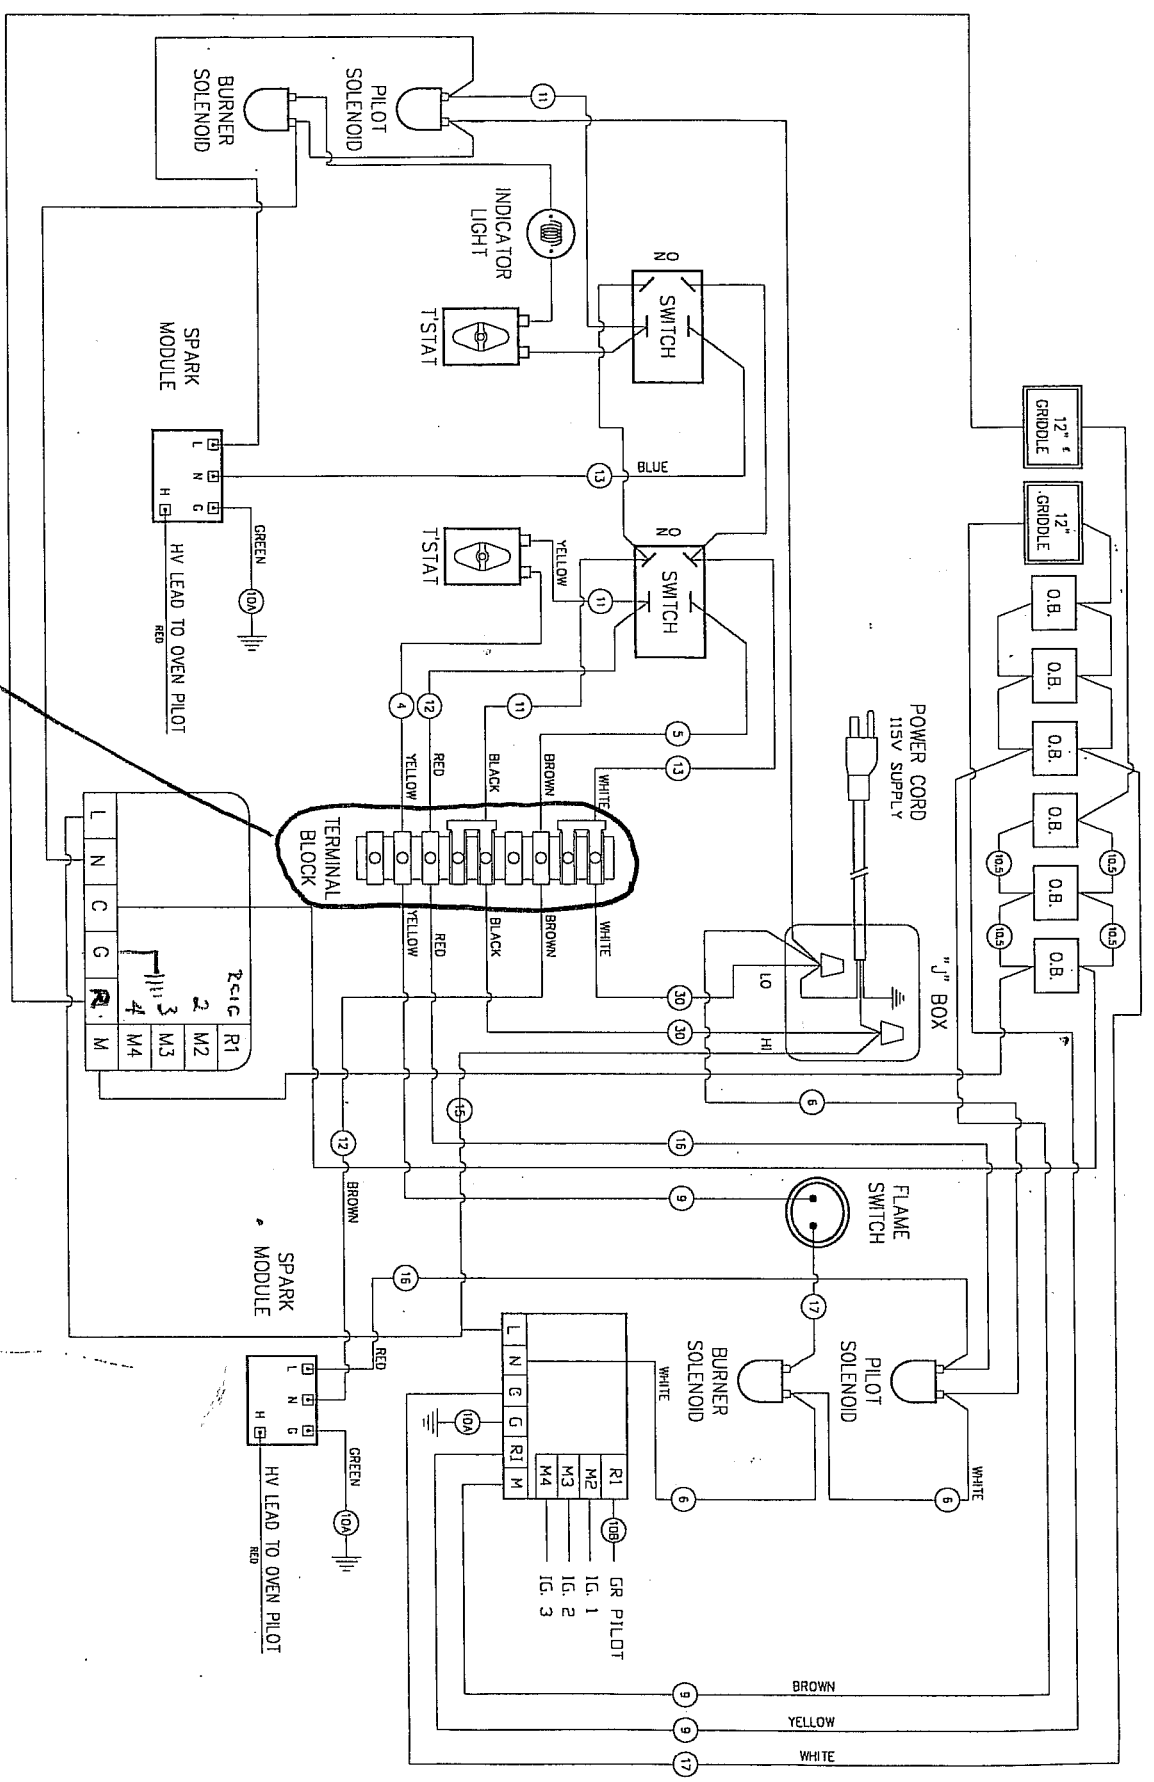 12"
GRIDDLE
12"
GRIDDLE
O.B.
O.B.
O.B.
O.B.
O.B.
O.B.
10.5
10.5
10.5
10.5
POWER CORD
115V SUPPLY
"J" BOX
LO
HI
30
30
ON
SWITCH
ON
SWITCH
PILOT
SOLENOID
BURNER
SOLENOID
11
INDICATOR
LIGHT
T'STAT
T'STAT
BLUE
13
YELLOW
11
11
4
12
5
13
YELLOW
RED
BLACK
BROWN
WHITE
TERMINAL
BLOCK
YELLOW
RED
BLACK
BROWN
WHITE
SPARK
MODULE
L
N
G
H
GREEN
10A
HV LEAD TO OVEN PILOT
RED
L
N
C
G
R
M
M4
M3
M2
R1
2
3
4
15
12
BROWN
6
16
9
FLAME
SWITCH
17
16
RED
PILOT
SOLENOID
BURNER
SOLENOID
WHITE
6
WHITE
6
SPARK
MODULE
L
N
G
H
GREEN
10A
HV LEAD TO OVEN PILOT
RED
L
N
C
G
R1
M
10A
M4
M3
M2
R1
10B
GR PILOT
IG. 1
IG. 2
IG. 3
9
BROWN
9
YELLOW
17
WHITE